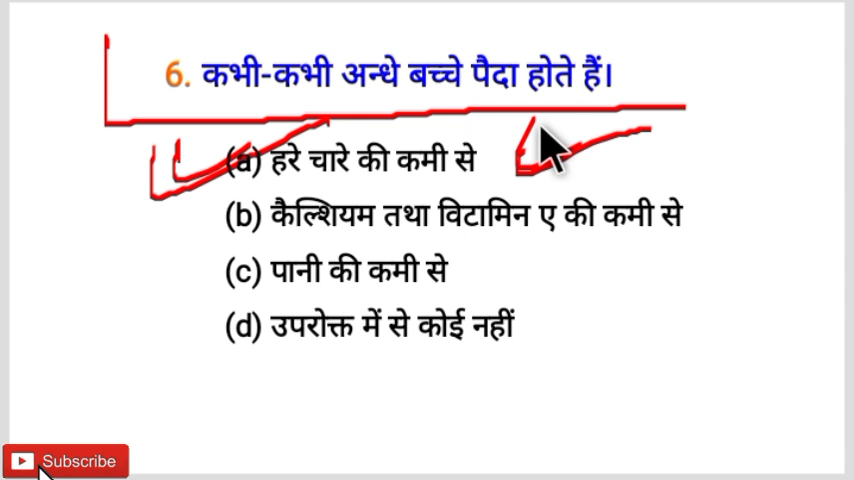 6. कभी-कभी अन्धे बच्चे पैदा होते हैं।
(a) हरे चारे की कमी से
(b) कैल्शियम तथा विटामिन ए की कमी से
(c) पानी की कमी से
(d) उपरोक्त में से कोई नहीं
Subscribe